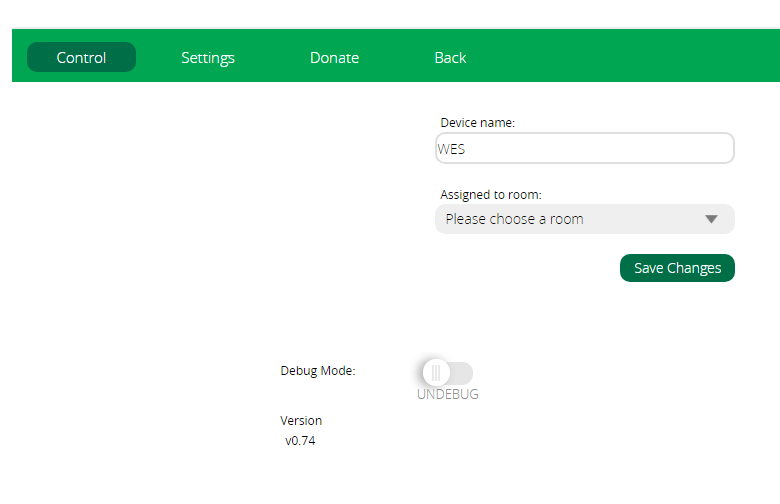 Control Settings Donate Back
Device name:
WES
Assigned to room:
Please choose a room
Save Changes
Debug Mode:
UNDEBUG
Version
v0.74